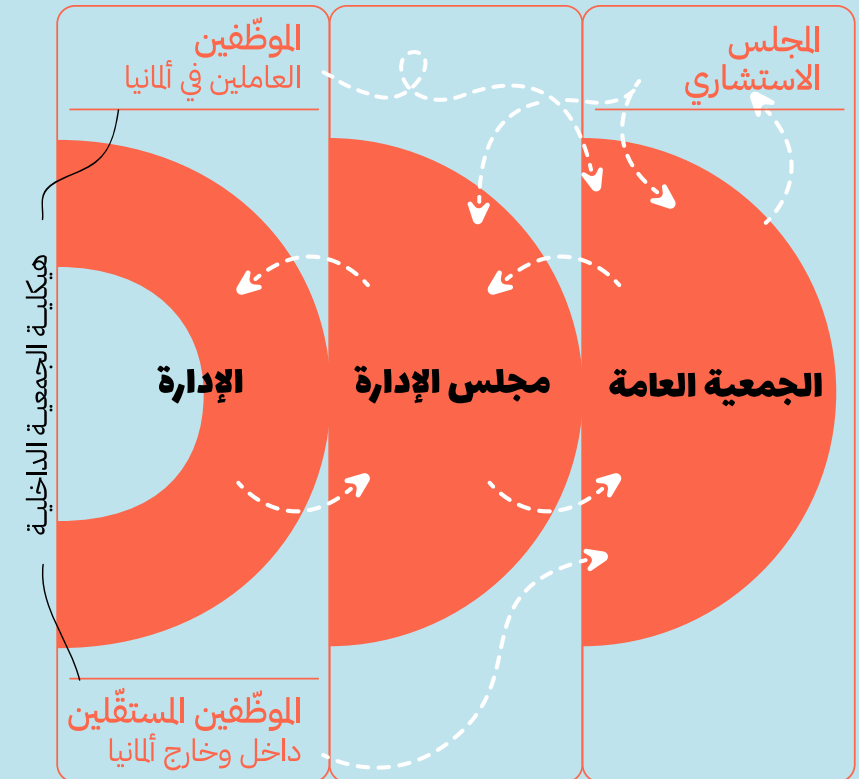 المجلس
الاستشاري
الموظّفين
العاملين في ألمانيا
الجمعية العامة
مجلس الإدارة
الإدارة
هيكلية الجمعية الداخلية
الموظّفين المستقّلين
داخل وخارج ألمانيا